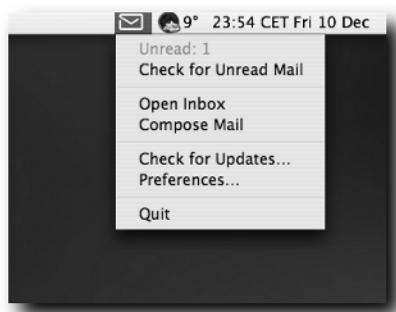 9° 23:54 CET Fri 10 Dec
Unread: 1
Check for Unread Mail
Open Inbox
Compose Mail
Check for Updates...
Preferences...
Quit